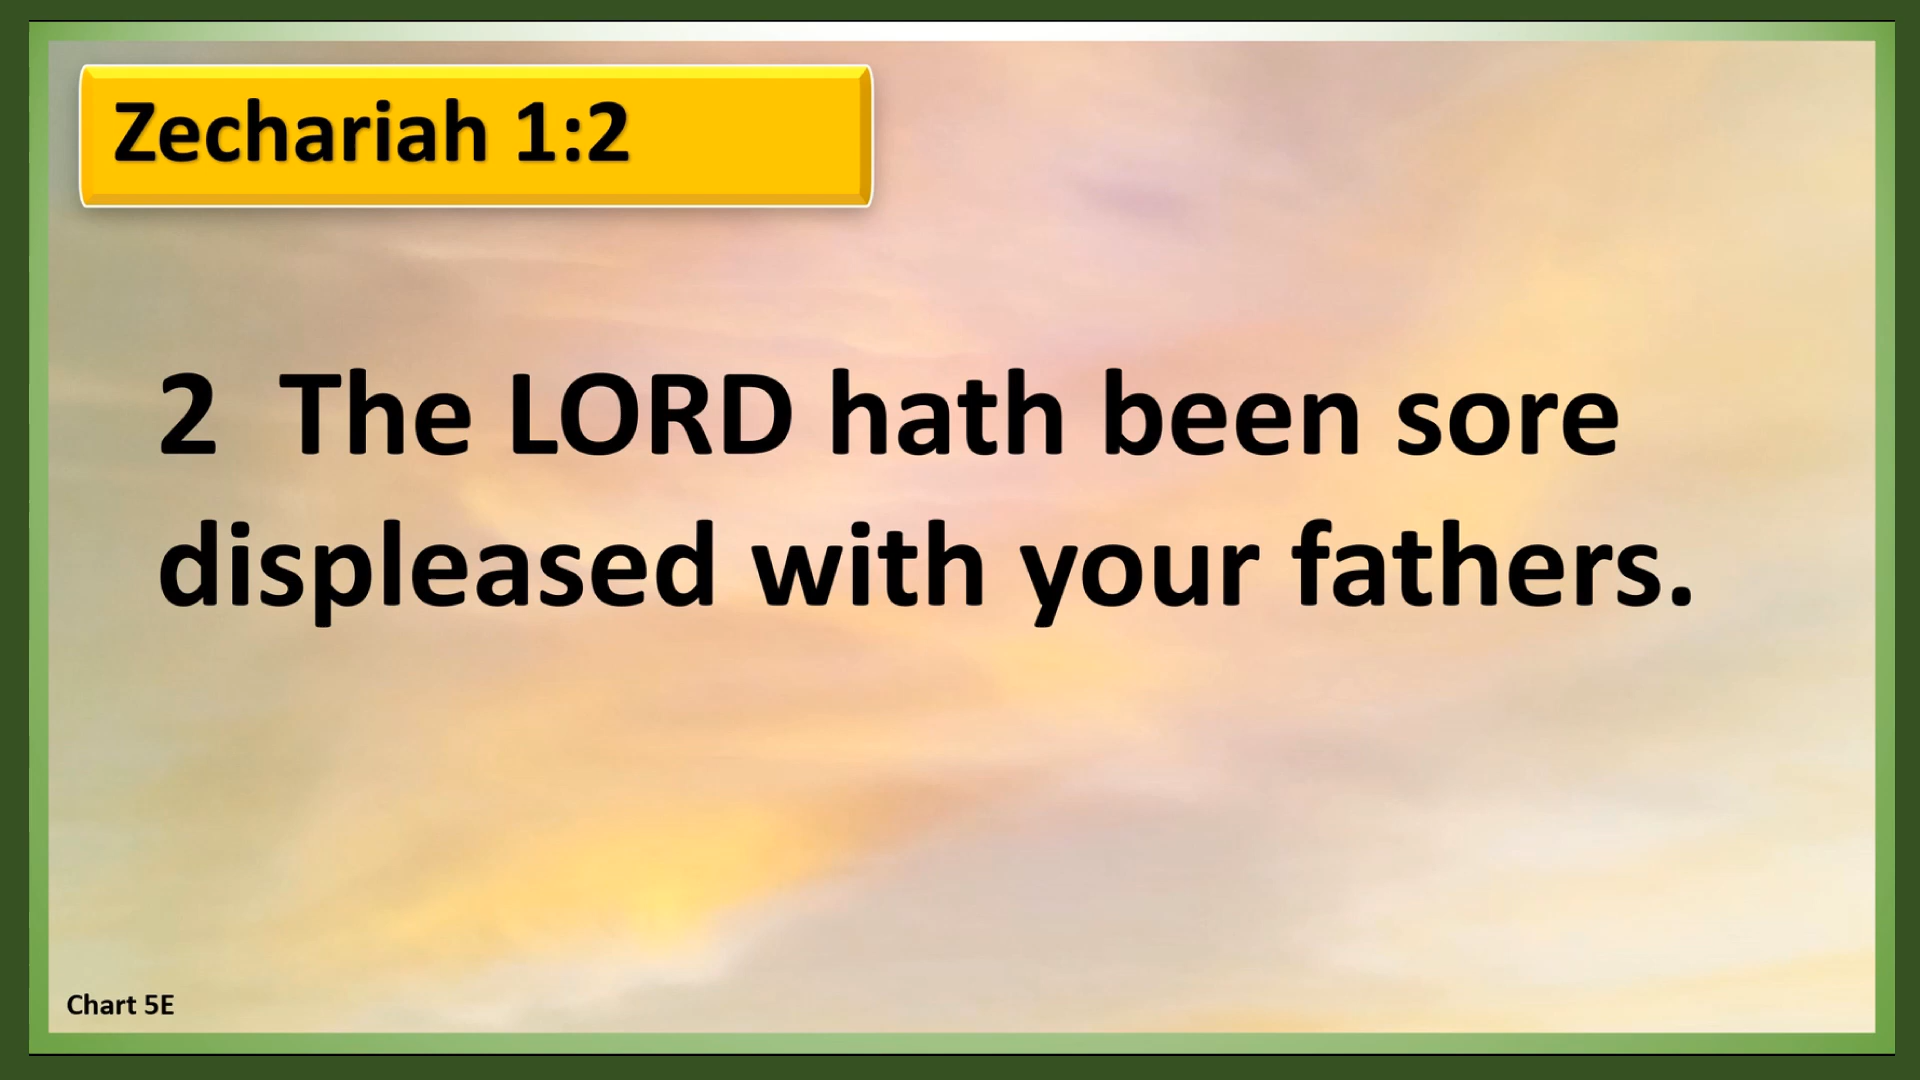 Zechariah 1:2
2  The LORD hath been sore
displeased with your fathers.
Chart 5E